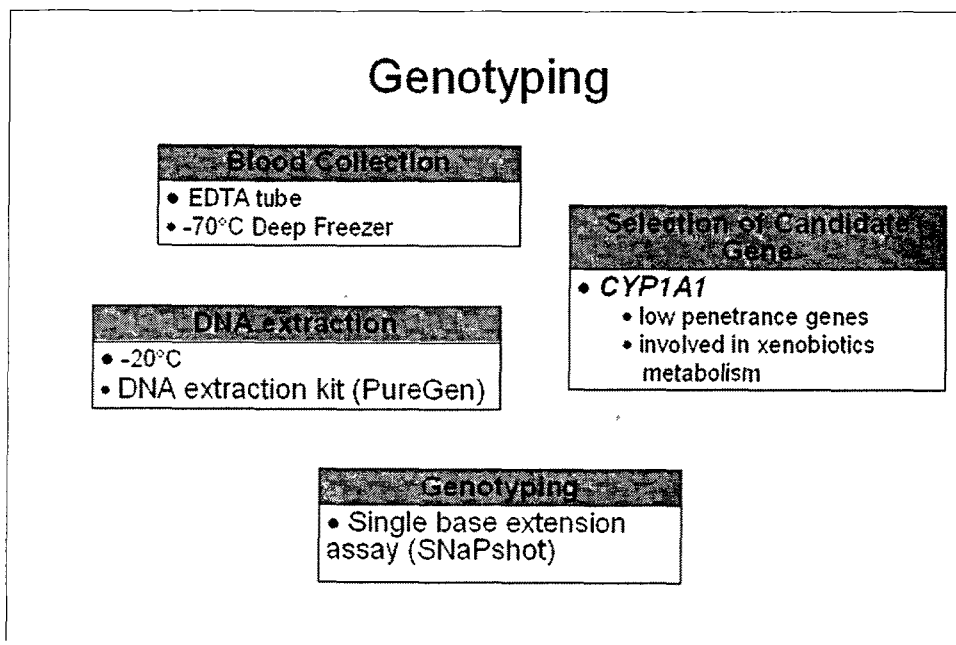 Genotyping
Blood Collection
• EDTA tube
• -70°C Deep Freezer
Selection of Candidate
Gene
• CYP1A1
• low penetrance genes
• involved in xenobiotics
metabolism
DNA extraction
• -20°C
• DNA extraction kit (PureGen)
Genotyping
• Single base extension
assay (SNaPshot)